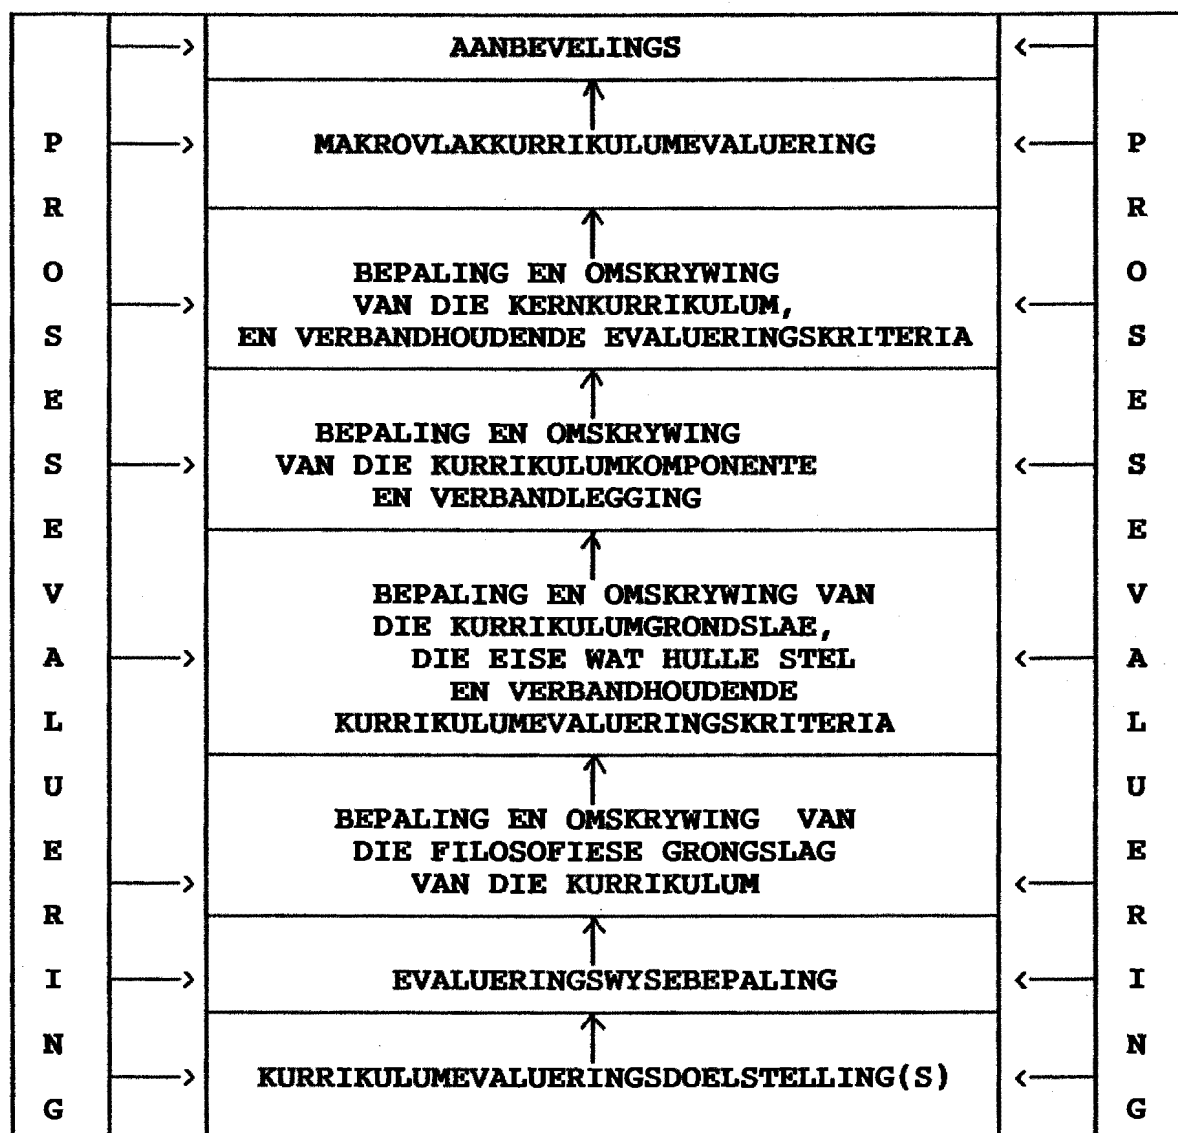 AANBEVELINGS
MAKROVLAKKURRIKULUMEVALUERING
BEPALING EN OMSKRYWING
VAN DIE KERNKURRIKULUM,
EN VERBANDHOUDENDE EVALUERINGSKRITERIA
BEPALING EN OMSKRYWING
VAN DIE KURRIKULUMKOMPONENTE
EN VERBANDLEGGING
BEPALING EN OMSKRYWING VAN
DIE KURRIKULUMGRONDSLAE,
DIE EISE WAT HULLE STEL
EN VERBANDHOUDENDE
KURRIKULUMEVALUERINGSKRITERIA
BEPALING EN OMSKRYWING VAN
DIE FILOSOFIESE GRONGSLAG
VAN DIE KURRIKULUM
EVALUERINGSWYSEBEPALING
KURRIKULUMEVALUERINGSDOELSTELLING(S)
PROSESEVALUERING
PROSESEVALUERING